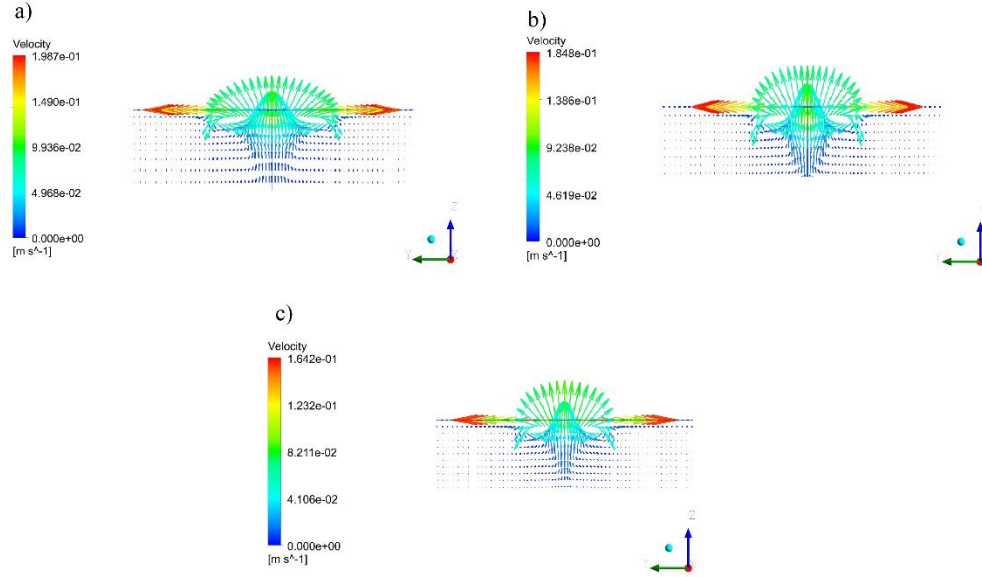 a)
Velocity
1.987e-01
1.490e-01
9.936e-02
4.968e-02
0.000e+00
[m s^-1]
Z
Y
X
b)
Velocity
1.848e-01
1.386e-01
9.238e-02
4.619e-02
0.000e+00
[m s^-1]
Y
c)
Velocity
1.642e-01
1.232e-01
8.211e-02
4.106e-02
0.000e+00
[m s^-1]
Z
Y